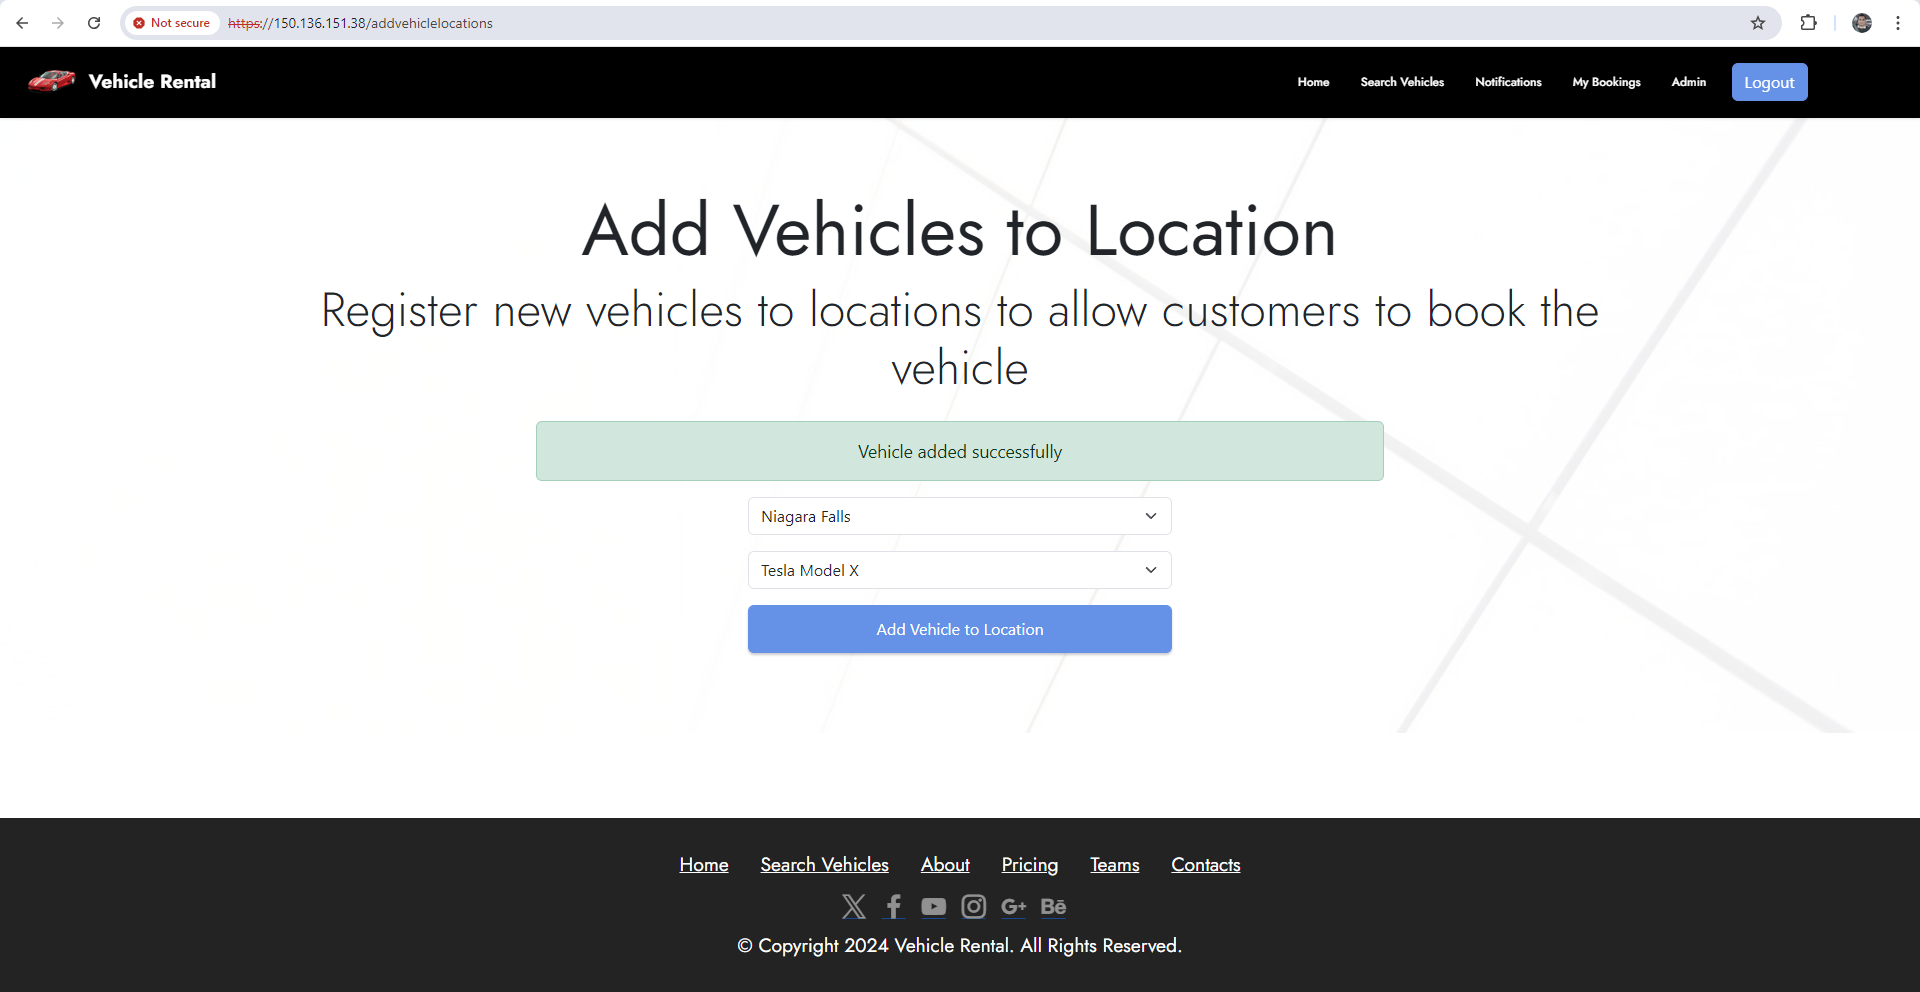 Not secure https://150.136.151.38/addvehiclelocations
Vehicle Rental
Home Search Vehicles Notifications My Bookings Admin Logout
Add Vehicles to Location
Register new vehicles to locations to allow customers to book the
vehicle
Vehicle added successfully
Niagara Falls
Tesla Model X
Add Vehicle to Location
Home Search Vehicles About Pricing Teams Contacts
G+ Bē
© Copyright 2024 Vehicle Rental. All Rights Reserved.